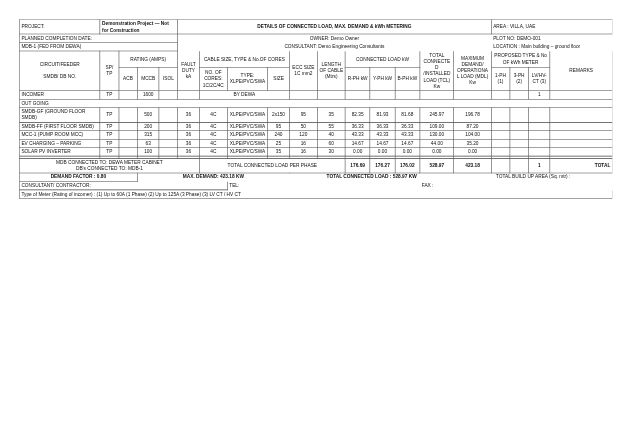 PROJECT: Demonstration Project — Not for Construction DETAILS OF CONNECTED LOAD, MAX. DEMAND & kWh METERING AREA : VILLA, UAE
PLANNED COMPLETION DATE: OWNER: Demo Owner PLOT NO: DEMO-001
MDB-1 (FED FROM DEWA) CONSULTANT: Demo Engineering Consultants LOCATION : Main building – ground floor
CIRCUIT/FEEDER SMDB DB NO. SP/ TP RATING (AMPS) ACB MCCB ISOL FAULT DUTY kA CABLE SIZE, TYPE & No.OF CORES NO. OF CORES: 1C/2C/4C TYPE: XLPE/PVC/SWA SIZE ECC SIZE 1C mm2 LENGTH OF CABLE (Mtrs) CONNECTED LOAD kW R-PH kW Y-PH kW B-PH kW TOTAL CONNECTED /INSTALLED LOAD (TCL) Kw MAXIMUM DEMAND/ OPERATIONAL LOAD (MDL) Kw PROPOSED TYPE & No OF kWh METER 1-PH (1) 3-PH (2) LV/HV-CT (3) REMARKS
INCOMER TP 1600 BY DEWA 1
OUT GOING
SMDB-GF (GROUND FLOOR SMDB) TP 500 36 4C XLPE/PVC/SWA 2x150 95 35 82.35 81.93 81.68 245.97 196.78
SMDB-FF (FIRST FLOOR SMDB) TP 200 36 4C XLPE/PVC/SWA 95 50 55 36.33 36.33 36.33 109.00 87.20
MCC-1 (PUMP ROOM MCC) TP 315 36 4C XLPE/PVC/SWA 240 120 40 43.33 43.33 43.33 130.00 104.00
EV CHARGING – PARKING TP 63 36 4C XLPE/PVC/SWA 25 16 60 14.67 14.67 14.67 44.00 35.20
SOLAR PV INVERTER TP 100 36 4C XLPE/PVC/SWA 35 16 30 0.00 0.00 0.00 0.00 0.00
MDB CONNECTED TO: DEWA METER CABINET
DB's CONNECTED TO: MDB-1 TOTAL CONNECTED LOAD PER PHASE 176.69 176.27 176.02 528.97 423.18 1 TOTAL
DEMAND FACTOR : 0.80 MAX. DEMAND: 423.18 KW TOTAL CONNECTED LOAD : 528.97 KW TOTAL BUILD UP AREA (Sq. mtr) :
CONSULTANT/ CONTRACTOR: TEL: FAX :
Type of Meter (Rating of incomer) : (1) Up to 60A (1 Phase) (2) Up to 125A (3 Phase) (3) LV CT / HV CT